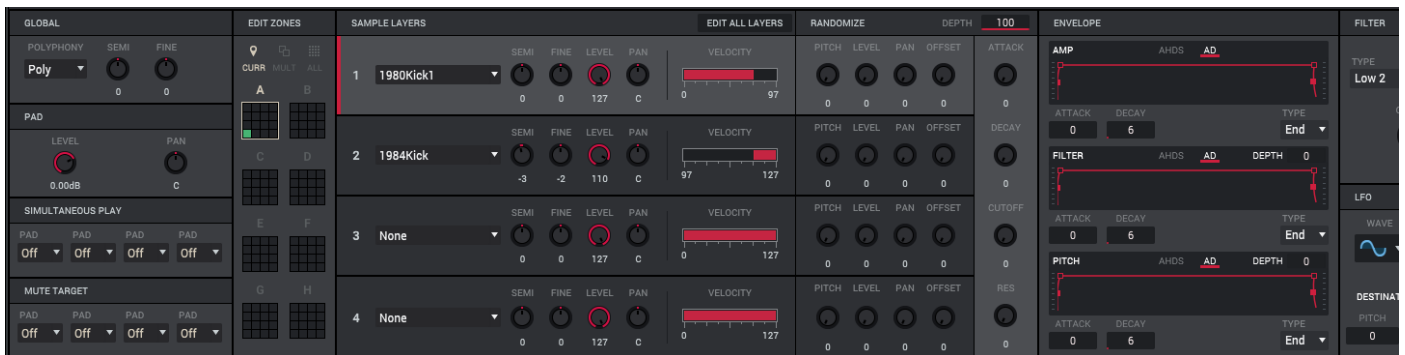 GLOBAL
POLYPHONY SEMI FINE
Poly
0 0
PAD
LEVEL PAN
0.00dB C
SIMULTANEOUS PLAY
PAD PAD PAD PAD
Off Off Off Off
MUTE TARGET
PAD PAD PAD PAD
Off Off Off Off
EDIT ZONES
CURR MULT ALL
A B
C D
E F
G H
SAMPLE LAYERS EDIT ALL LAYERS
SEMI FINE LEVEL PAN VELOCITY
1 1980Kick1
0 0 127 C 0 97
SEMI FINE LEVEL PAN VELOCITY
2 1984Kick
-3 -2 110 C 97 127
SEMI FINE LEVEL PAN VELOCITY
3 None
0 0 127 C 0 127
SEMI FINE LEVEL PAN VELOCITY
4 None
0 0 127 C 0 127
RANDOMIZE DEPTH 100
PITCH LEVEL PAN OFFSET ATTACK
0 0 0 0 0
PITCH LEVEL PAN OFFSET DECAY
0 0 0 0 0
PITCH LEVEL PAN OFFSET CUTOFF
0 0 0 0 0
PITCH LEVEL PAN OFFSET RES
0 0 0 0 0
ENVELOPE
AMP AHDS AD
ATTACK DECAY TYPE
0 6 End
FILTER AHDS AD DEPTH 0
ATTACK DECAY TYPE
0 6 End
PITCH AHDS AD DEPTH 0
ATTACK DECAY TYPE
0 6 End
FILTER
TYPE
Low 2
LFO
WAVE
DESTINAT
PITCH
0